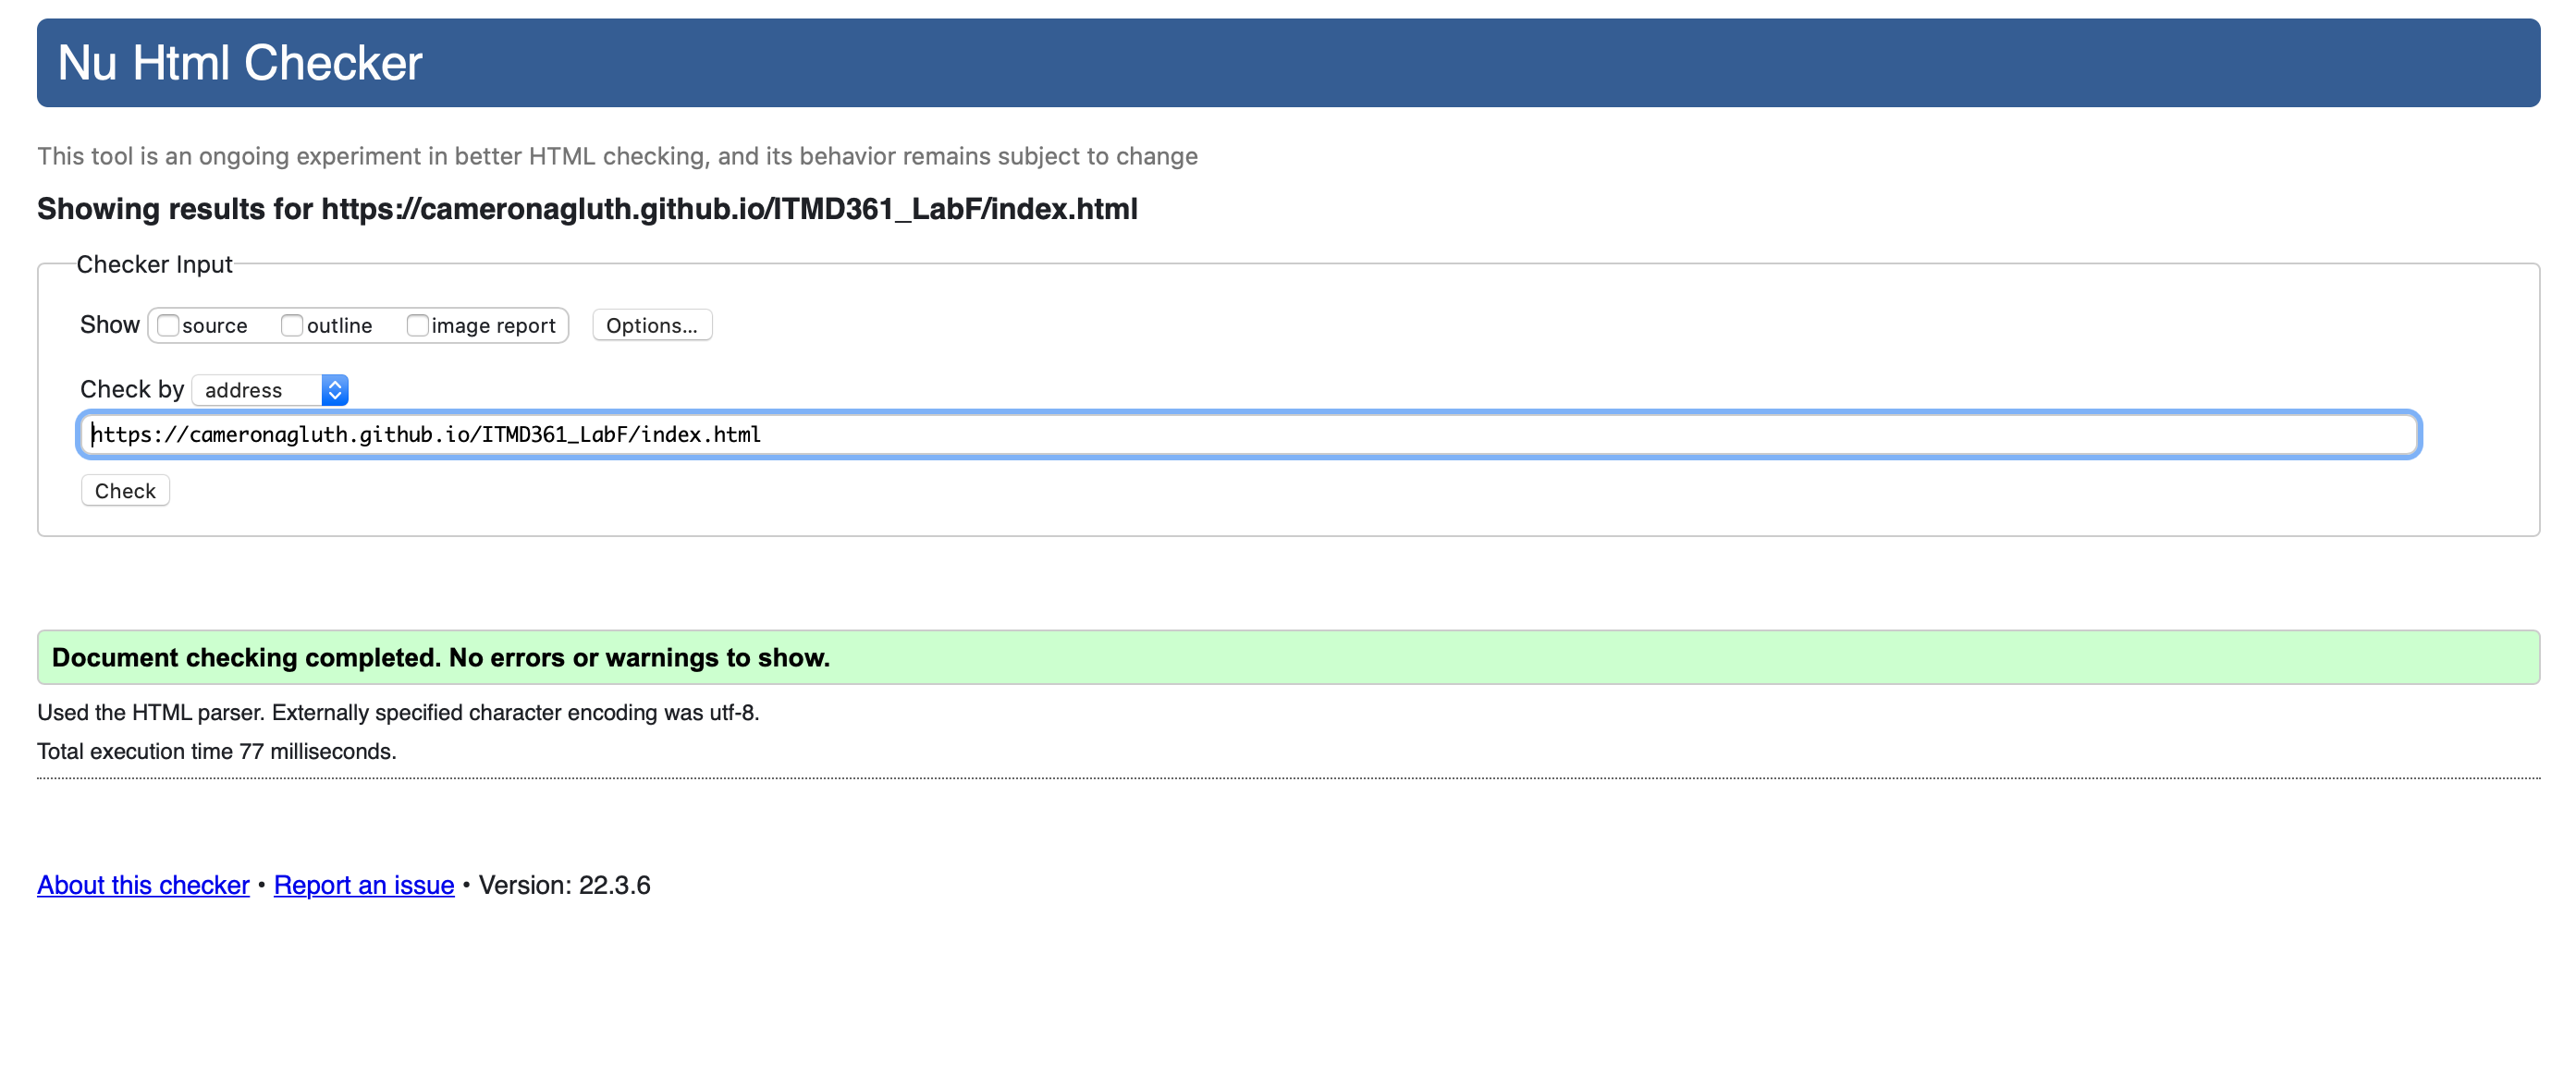 Nu Html Checker
This tool is an ongoing experiment in better HTML checking, and its behavior remains subject to change
Showing results for https://cameronagluth.github.io/ITMD361_LabF/index.html
Checker Input
Show source outline image report Options...
Check by address
https://cameronagluth.github.io/ITMD361_LabF/index.html
Check
Document checking completed. No errors or warnings to show.
Used the HTML parser. Externally specified character encoding was utf-8.
Total execution time 77 milliseconds.
About this checker • Report an issue • Version: 22.3.6